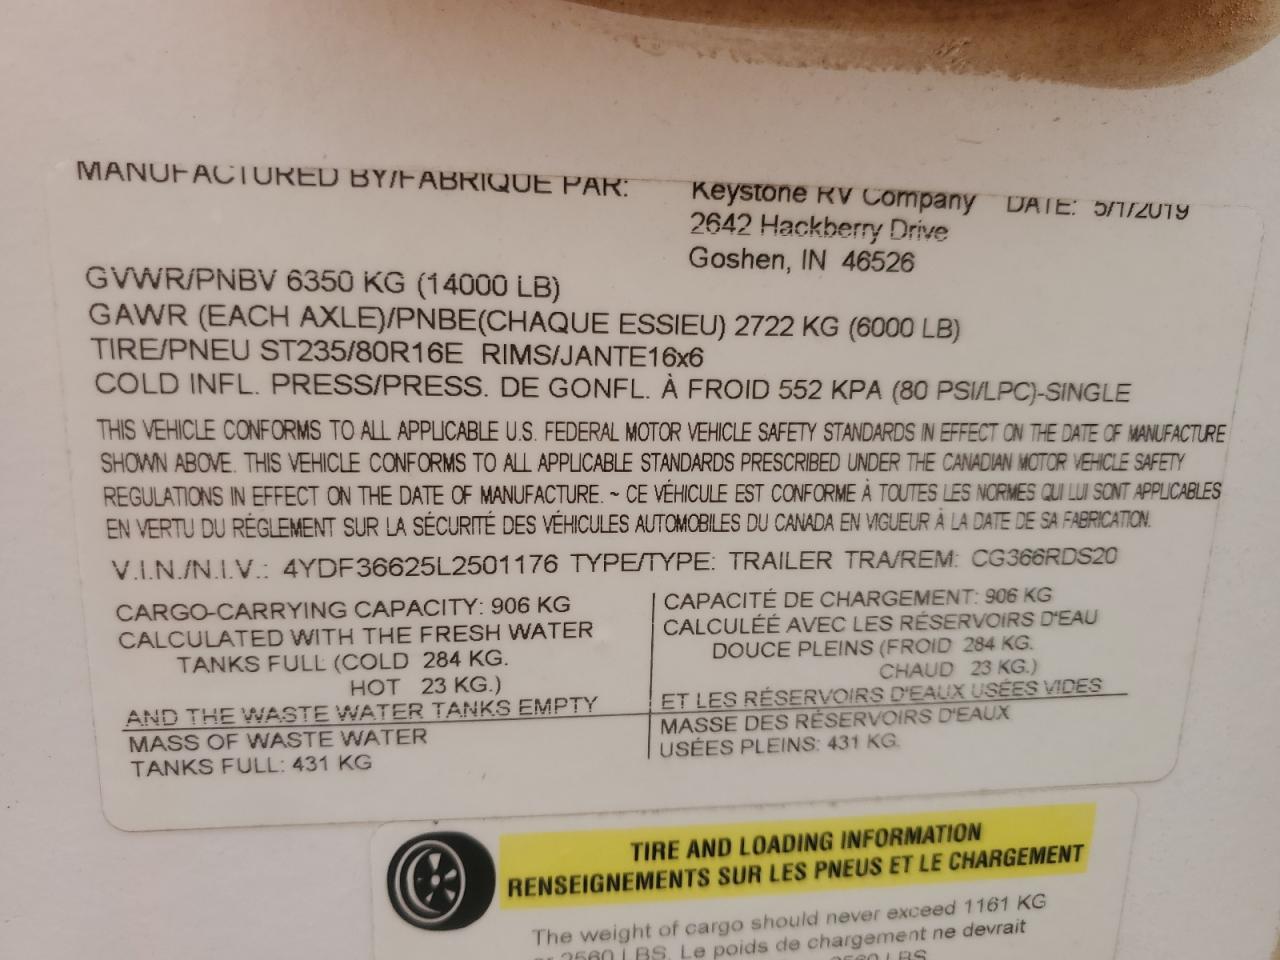 MANUFACTURED BY/FABRIQUE PAR: Keystone RV Company DATE: 5/1/2019
2642 Hackberry Drive
Goshen, IN 46526
GVWR/PNBV 6350 KG (14000 LB)
GAWR (EACH AXLE)/PNBE(CHAQUE ESSIEU) 2722 KG (6000 LB)
TIRE/PNEU ST235/80R16E RIMS/JANTE16x6
COLD INFL. PRESS/PRESS. DE GONFL. À FROID 552 KPA (80 PSI/LPC)-SINGLE
THIS VEHICLE CONFORMS TO ALL APPLICABLE U.S. FEDERAL MOTOR VEHICLE SAFETY STANDARDS IN EFFECT ON THE DATE OF MANUFACTURE
SHOWN ABOVE. THIS VEHICLE CONFORMS TO ALL APPLICABLE STANDARDS PRESCRIBED UNDER THE CANADIAN MOTOR VEHICLE SAFETY
REGULATIONS IN EFFECT ON THE DATE OF MANUFACTURE. ~ CE VÉHICULE EST CONFORME À TOUTES LES NORMES QUI LUI SONT APPLICABLES
EN VERTU DU RÉGLEMENT SUR LA SÉCURITÉ DES VÉHICULES AUTOMOBILES DU CANADA EN VIGUEUR À LA DATE DE SA FABRICATION.
V.I.N./N.I.V.: 4YDF36625L2501176 TYPE/TYPE: TRAILER TRA/REM: CG366RDS20
CARGO-CARRYING CAPACITY: 906 KG
CALCULATED WITH THE FRESH WATER
TANKS FULL (COLD 284 KG.
HOT 23 KG.)
AND THE WASTE WATER TANKS EMPTY
MASS OF WASTE WATER
TANKS FULL: 431 KG
CAPACITÉ DE CHARGEMENT: 906 KG
CALCULÉE AVEC LES RÉSERVOIRS D'EAU
DOUCE PLEINS (FROID 284 KG.
CHAUD 23 KG.)
ET LES RÉSERVOIRS D'EAUX USÉES VIDES
MASSE DES RÉSERVOIRS D'EAUX
USÉES PLEINS: 431 KG.
TIRE AND LOADING INFORMATION
RENSEIGNEMENTS SUR LES PNEUS ET LE CHARGEMENT
The weight of cargo should never exceed 1161 KG
or 2560 LBS. Le poids de chargement ne devrait
2560 LBS